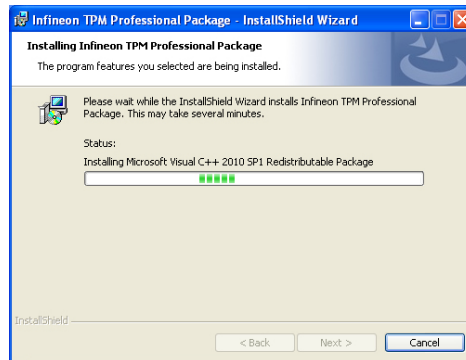 Infineon TPM Professional Package - InstallShield Wizard
Installing Infineon TPM Professional Package
The program features you selected are being installed.
Please wait while the InstallShield Wizard installs Infineon TPM Professional
Package. This may take several minutes.
Status:
Installing Microsoft Visual C++ 2010 SP1 Redistributable Package
InstallShield
< Back
Next >
Cancel